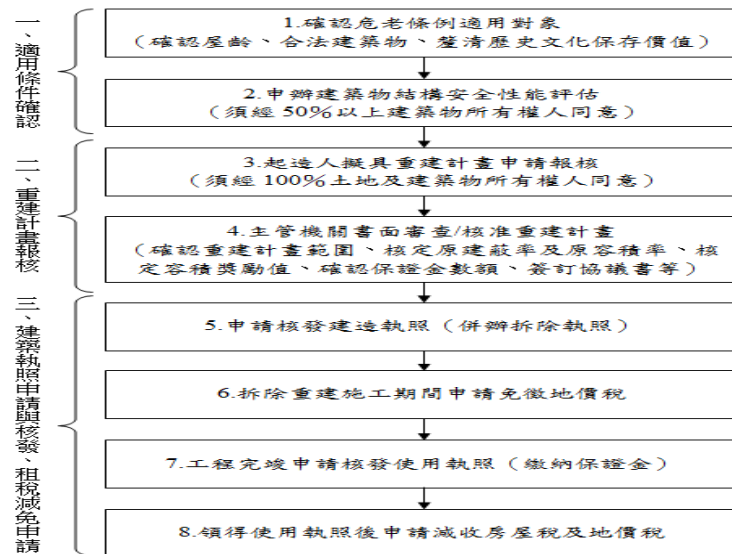 一、適用條件確認
1.確認危老條例適用對象
(確認屋齡、合法建築物、釐清歷史文化保存價值)
2.申辦建築物結構安全性能評估
(須經50%以上建築物所有權人同意)
二、重建計畫報核
3.起造人擬具重建計畫申請報核
(須經100%土地及建築物所有權人同意)
4.主管機關書面審查/核准重建計畫
(確認重建計畫範圍、核定原建蔽率及原容積率、核
定容積獎勵值、確認保證金數額、簽訂協議書等)
三、建築執照申請與核發、租稅減免申請
5.申請核發建造執照(併辦拆除執照)
6.拆除重建施工期間申請免徵地價稅
7.工程完竣申請核發使用執照(繳納保證金)
8.領得使用執照後申請減收房屋稅及地價稅